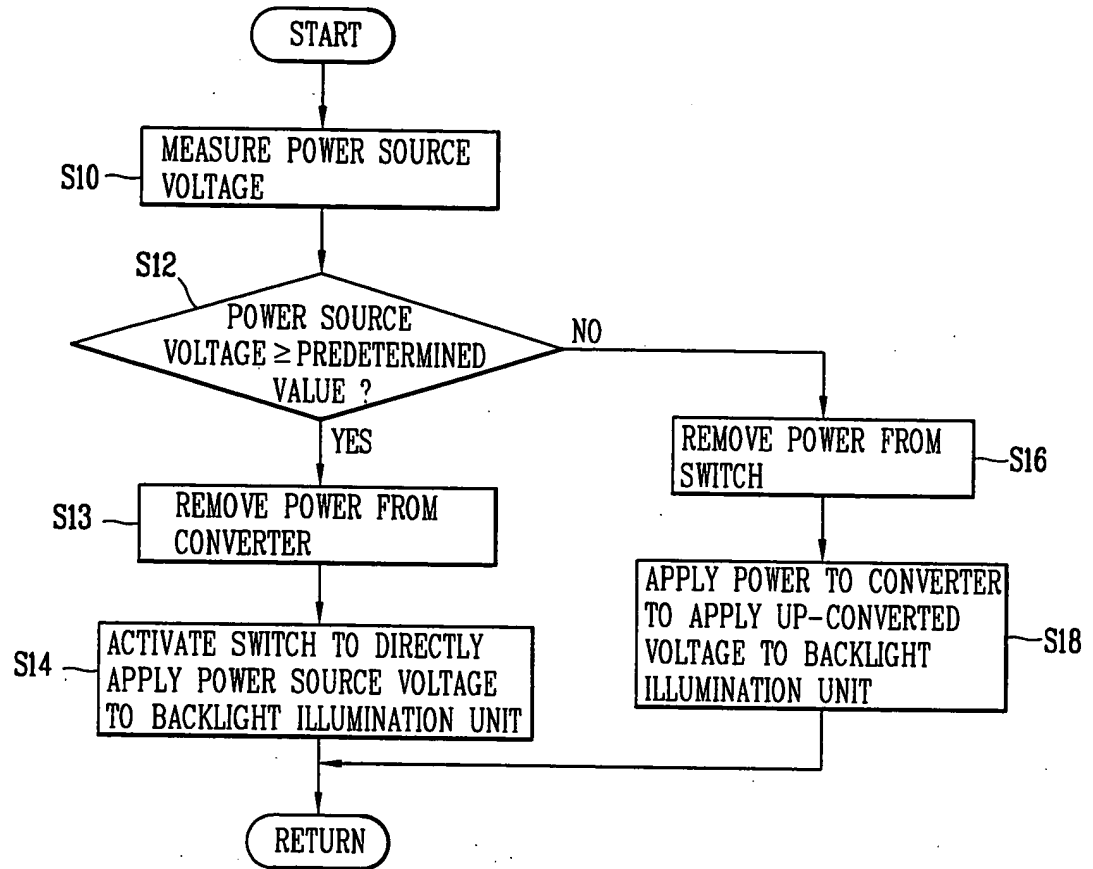 START
MEASURE POWER SOURCE
VOLTAGE
S10
S12
POWER SOURCE
VOLTAGE ≥ PREDETERMINED
VALUE ?
NO
YES
REMOVE POWER FROM
CONVERTER
S13
REMOVE POWER FROM
SWITCH
S16
ACTIVATE SWITCH TO DIRECTLY
APPLY POWER SOURCE VOLTAGE
TO BACKLIGHT ILLUMINATION UNIT
S14
APPLY POWER TO CONVERTER
TO APPLY UP-CONVERTED
VOLTAGE TO BACKLIGHT
ILLUMINATION UNIT
S18
RETURN